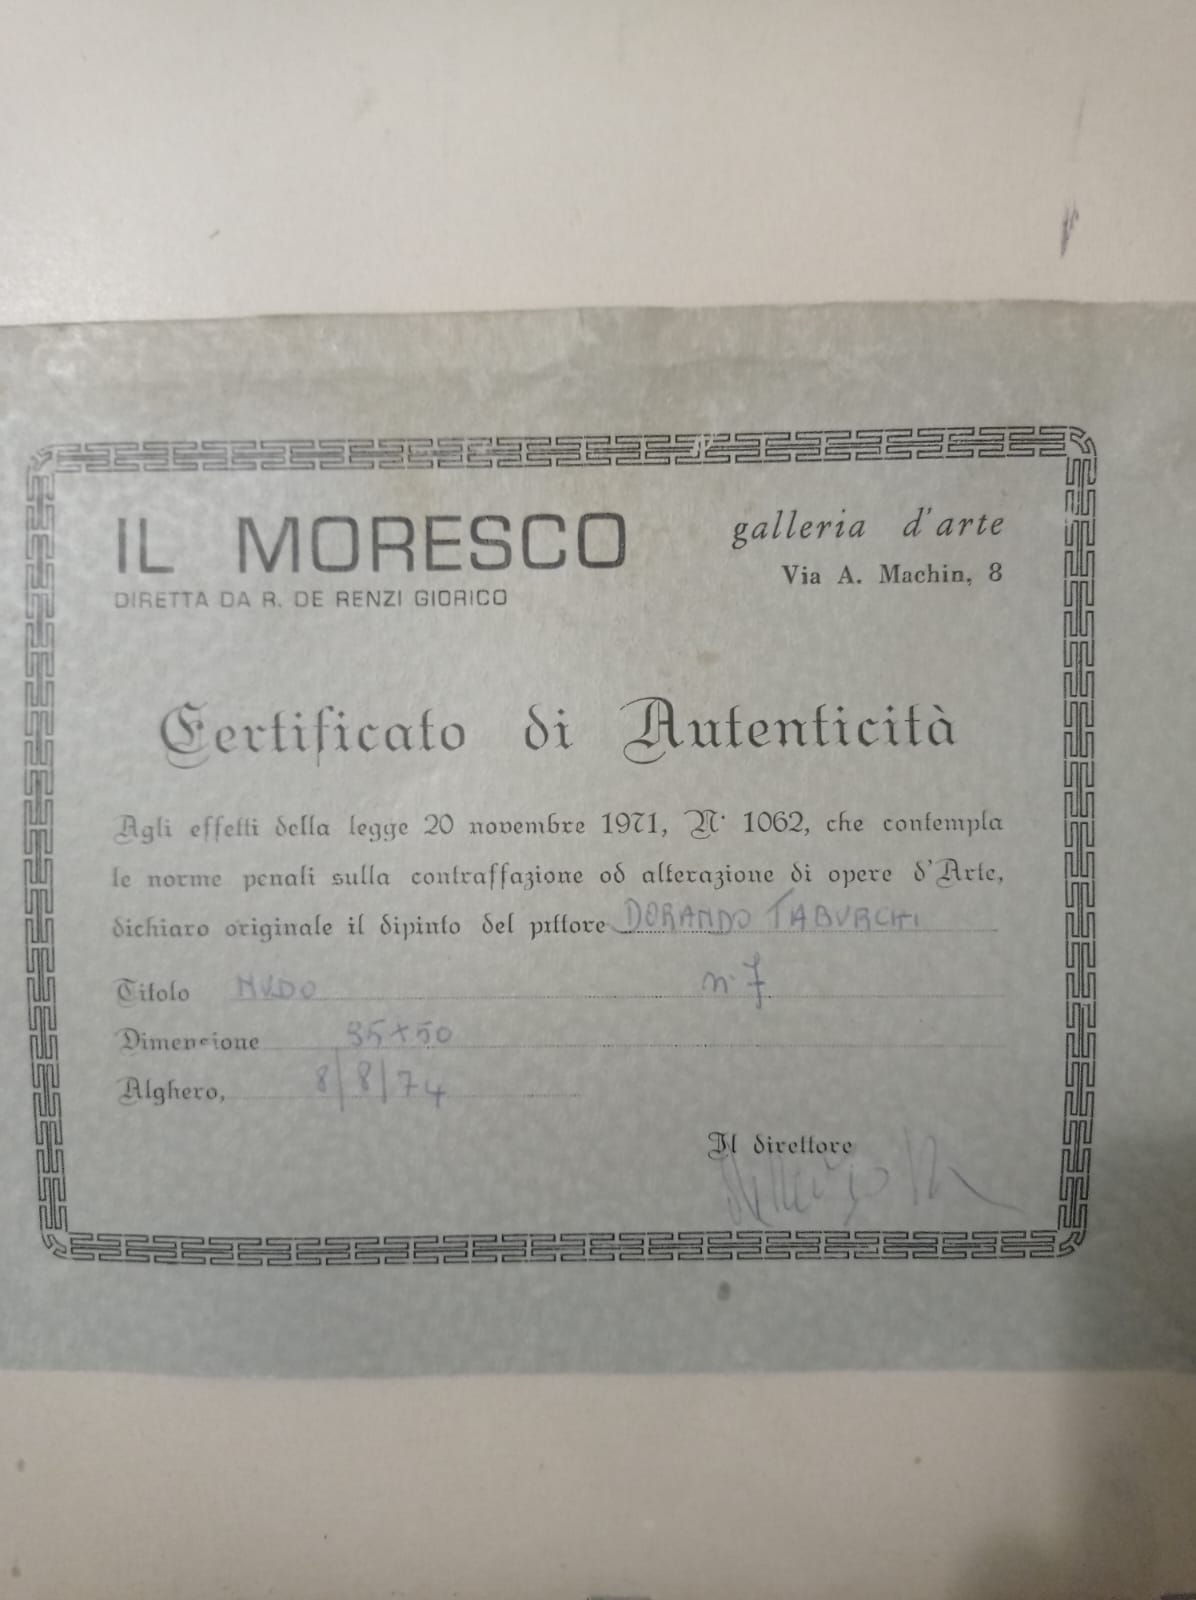 IL MORESCO
galleria d'arte
DIRETTA DA R. DE RENZI GIORICO
Via A. Machin, 8
Certificato di Autenticità
Agli effetti della legge 20 novembre 1971, N. 1062, che contempla
le norme penali sulla contraffazione od alterazione di opere d'Arte,
dichiaro originale il dipinto del pittore DORANDO TABURCHI
Titolo NUDO n. 7
Dimensione 35x50
Alghero, 8/8/74
Il direttore